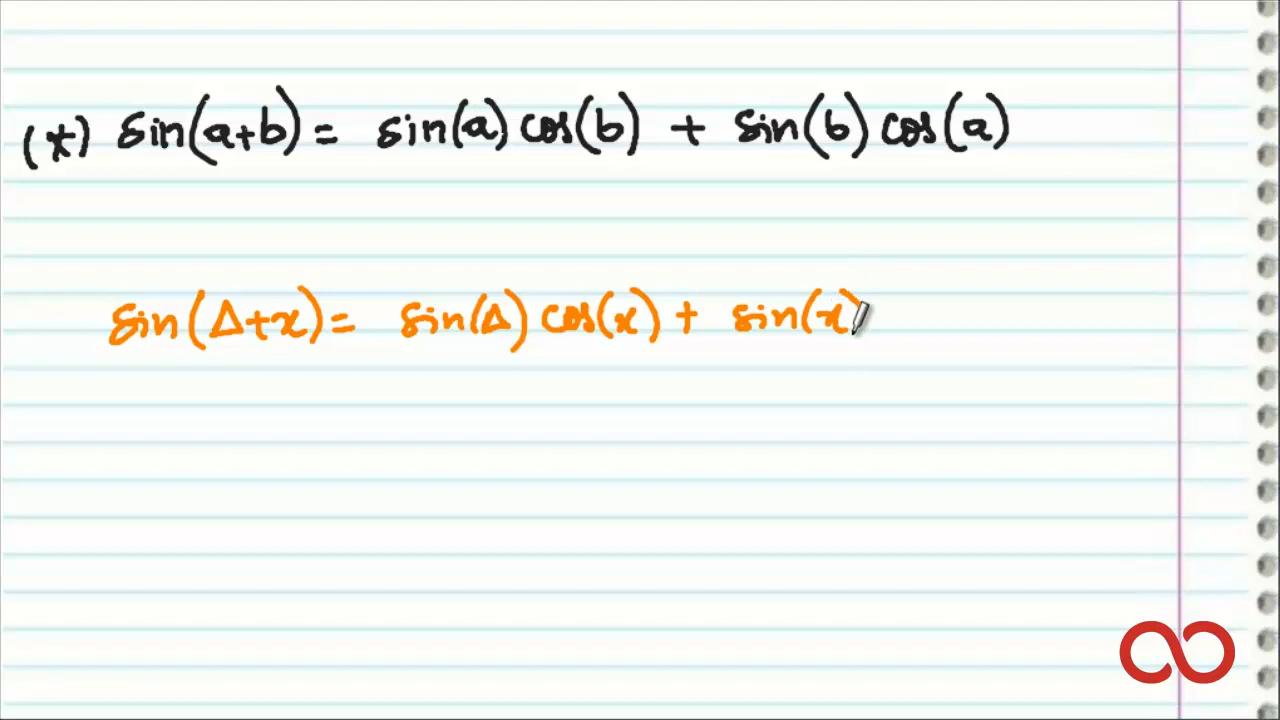 (*) sin(a+b) = sin(a) cos(b) + sin(b) cos(a)
sin(Δ+x) = sin(Δ) cos(x) + sin(x)